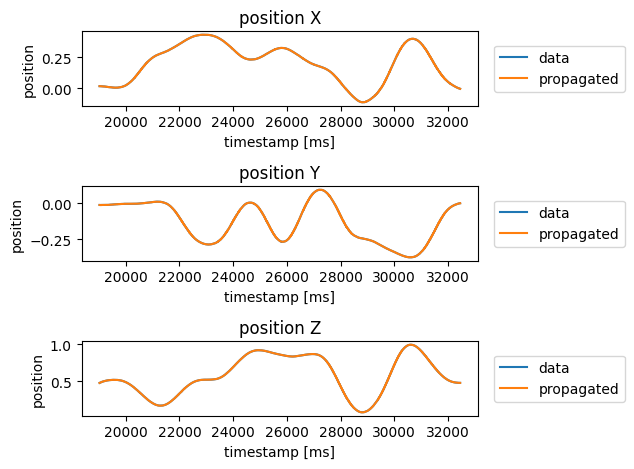 position X
position
0.25
0.00
20000 22000 24000 26000 28000 30000 32000
timestamp [ms]
data
propagated
position Y
position
0.00
−0.25
20000 22000 24000 26000 28000 30000 32000
timestamp [ms]
data
propagated
position Z
position
1.0
0.5
20000 22000 24000 26000 28000 30000 32000
timestamp [ms]
data
propagated